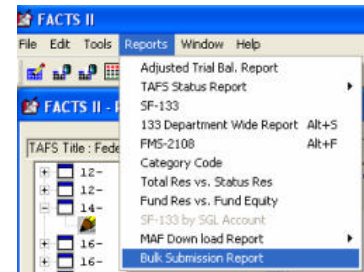 FACTS II
File Edit Tools Reports Window Help
Adjusted Trial Bal. Report
TAFS Status Report
SF-133
133 Department Wide Report Alt+S
FMS-2108 Alt+F
Category Code
Total Res vs. Status Res
Fund Res vs. Fund Equity
SF-133 by SGL Account
MAF Down load Report
Bulk Submission Report
FACTS II -
TAFS Title : Fede
12-
12-
14-
16-
16-